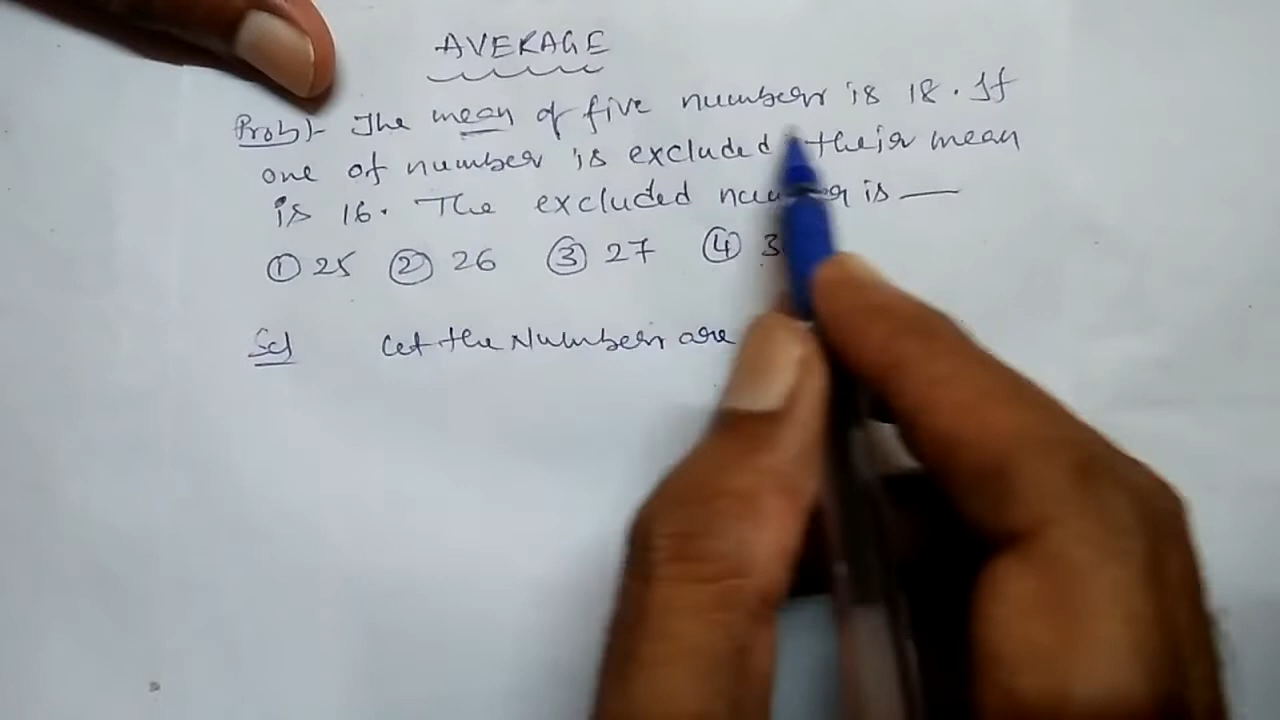 AVERAGE
Prob:- The mean of five numbers is 18. If
one of number is excluded, their mean
is 16. The excluded is —
① 25 ② 26 ③ 27 ④
Sol Let the Numbers are